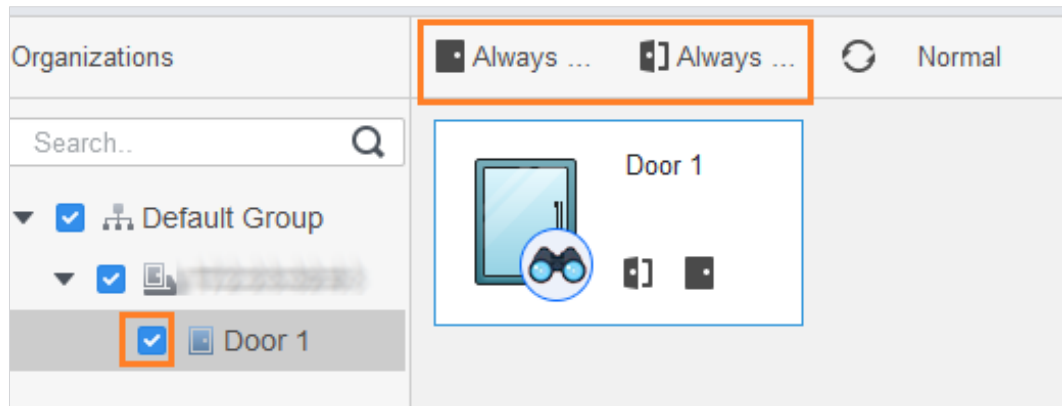 Organizations
Always ... Always ... Normal
Search..
Door 1
Default Group
Door 1